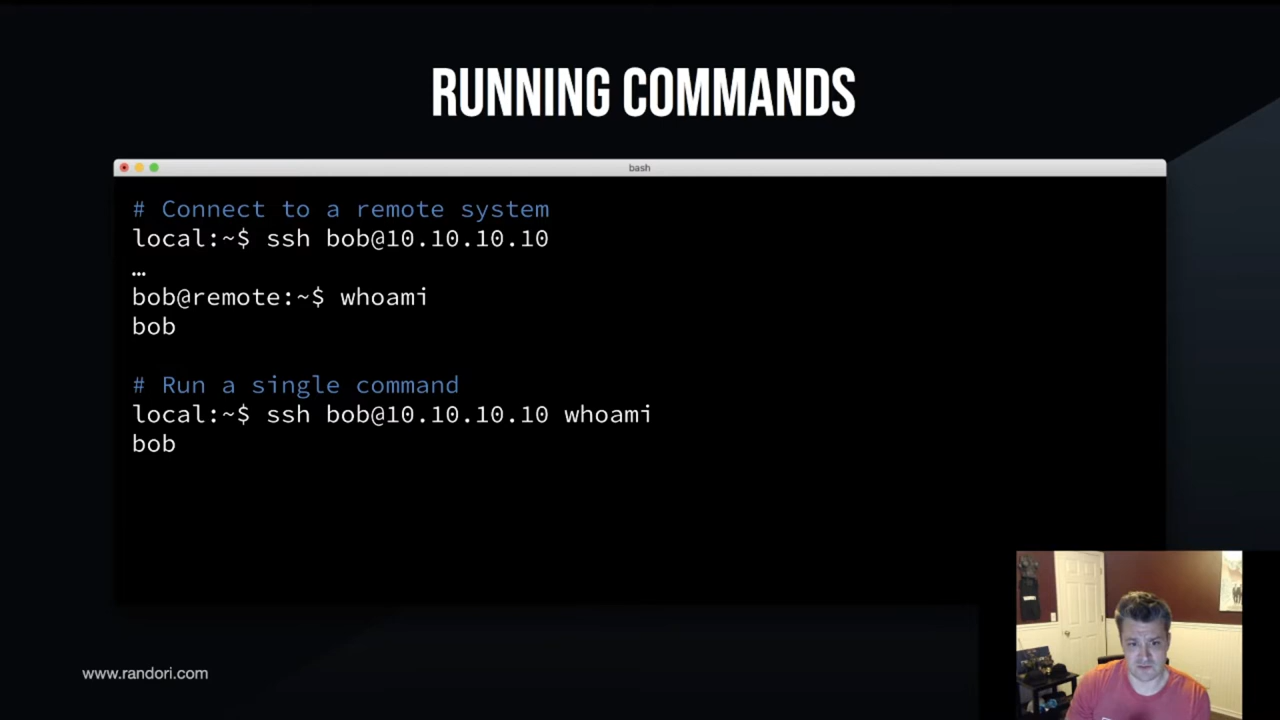 RUNNING COMMANDS
bash
# Connect to a remote system
local:~$ ssh bob@10.10.10.10
…
bob@remote:~$ whoami
bob
# Run a single command
local:~$ ssh bob@10.10.10.10 whoami
bob
www.randori.com